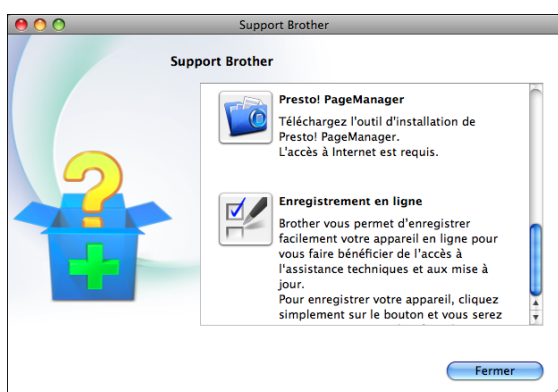 Support Brother
Support Brother
Presto! PageManager
Téléchargez l'outil d'installation de
Presto! PageManager.
L'accès à Internet est requis.
Enregistrement en ligne
Brother vous permet d'enregistrer
facilement votre appareil en ligne pour
vous faire bénéficier de l'accès à
l'assistance techniques et aux mise à
jour.
Pour enregistrer votre appareil, cliquez
simplement sur le bouton et vous serez
Fermer